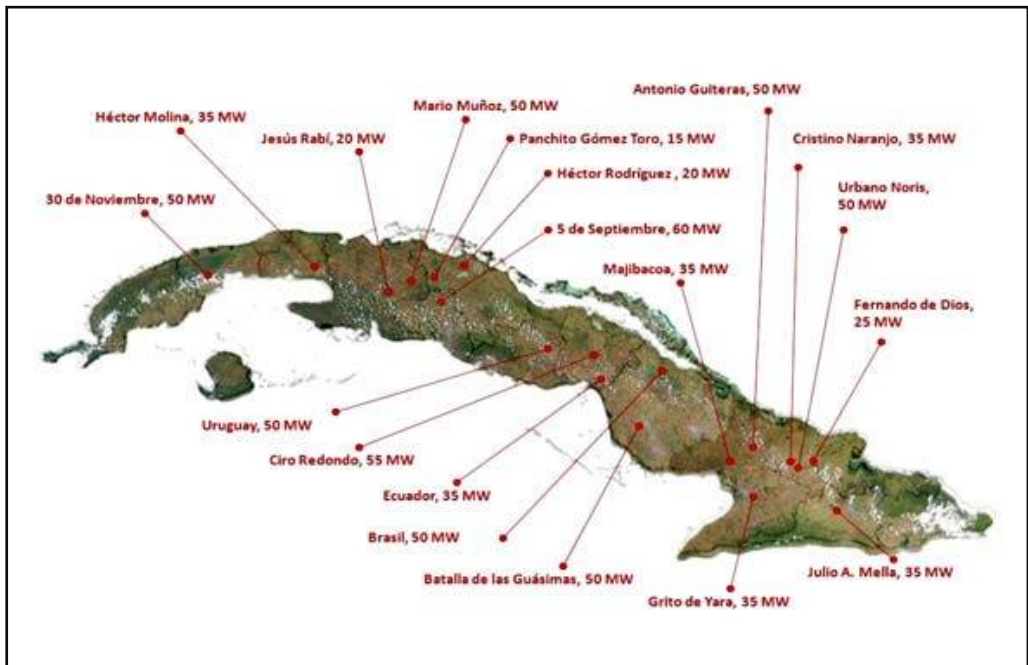 Antonio Guiteras, 50 MW
Mario Muñoz, 50 MW
Héctor Molina, 35 MW
Jesús Rabí, 20 MW
Panchito Gómez Toro, 15 MW
Cristino Naranjo, 35 MW
Héctor Rodríguez , 20 MW
Urbano Noris,
50 MW
30 de Noviembre, 50 MW
5 de Septiembre, 60 MW
Majibacoa, 35 MW
Fernando de Dios,
25 MW
Uruguay, 50 MW
Ciro Redondo, 55 MW
Ecuador, 35 MW
Brasil, 50 MW
Batalla de las Guásimas, 50 MW
Julio A. Mella, 35 MW
Grito de Yara, 35 MW